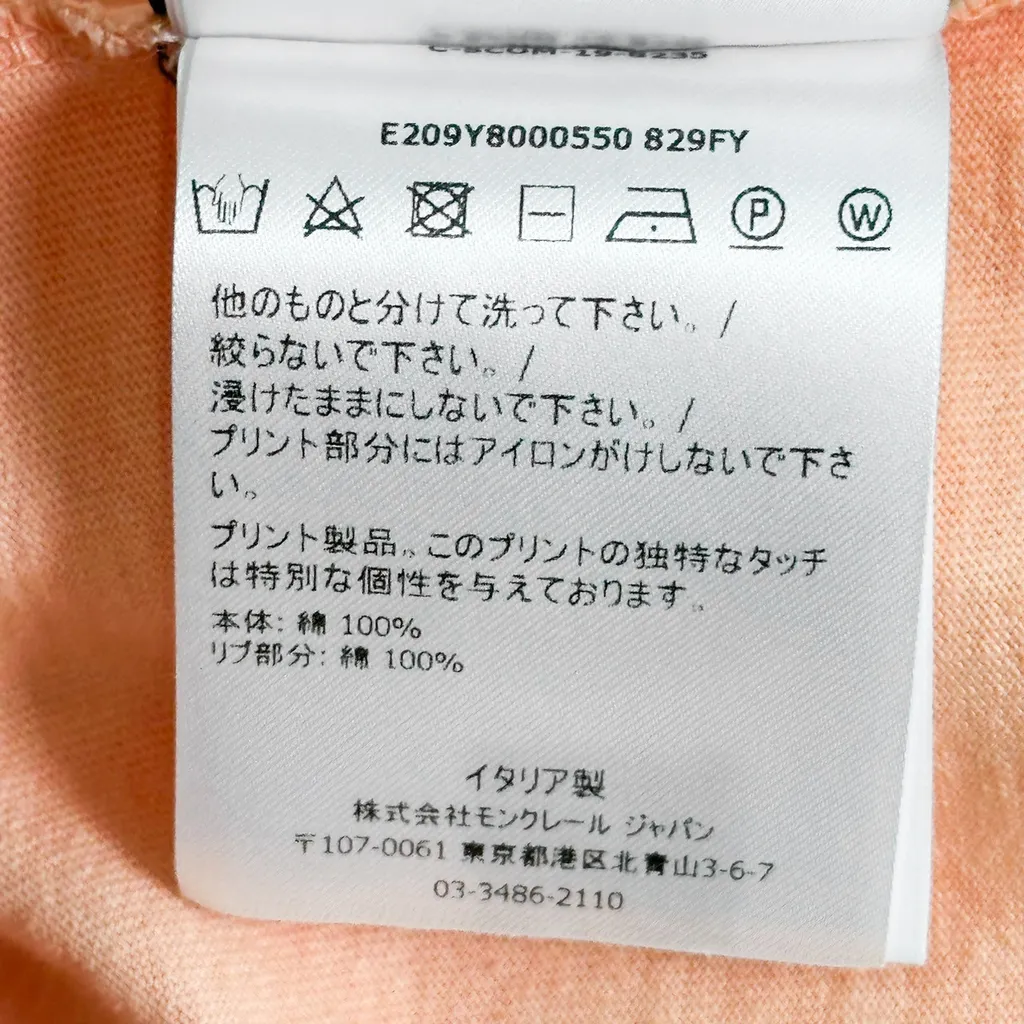 E209Y8000550 829FY
P
W
他のものと分けて洗って下さい。/
絞らないで下さい。/
浸けたままにしないで下さい。/
プリント部分にはアイロンがけしないで下さ
い。
プリント製品。このプリントの独特なタッチ
は特別な個性を与えております。
本体: 綿 100%
リブ部分: 綿 100%
イタリア製
株式会社モンクレール ジャパン
〒107-0061 東京都港区北青山3-6-7
03-3486-2110